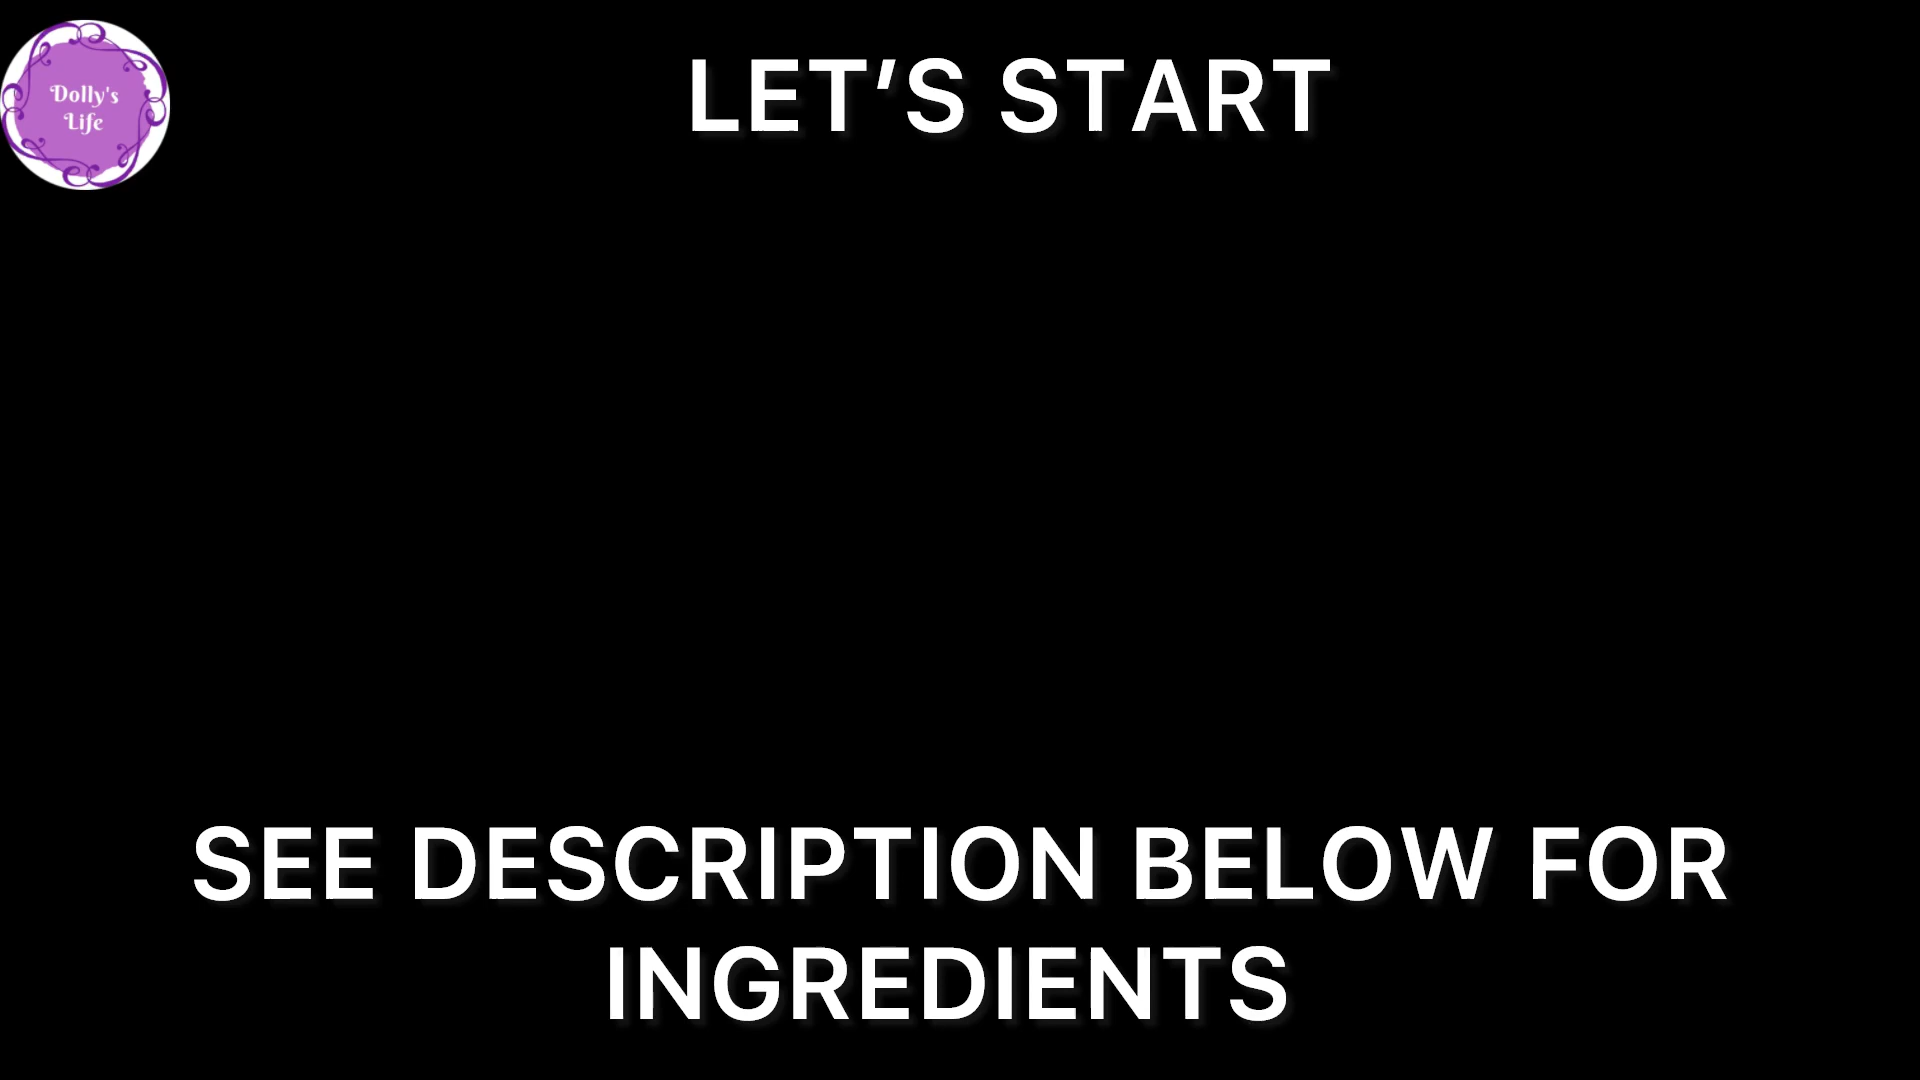 Dolly's
Life
LET’S START
SEE DESCRIPTION BELOW FOR
INGREDIENTS